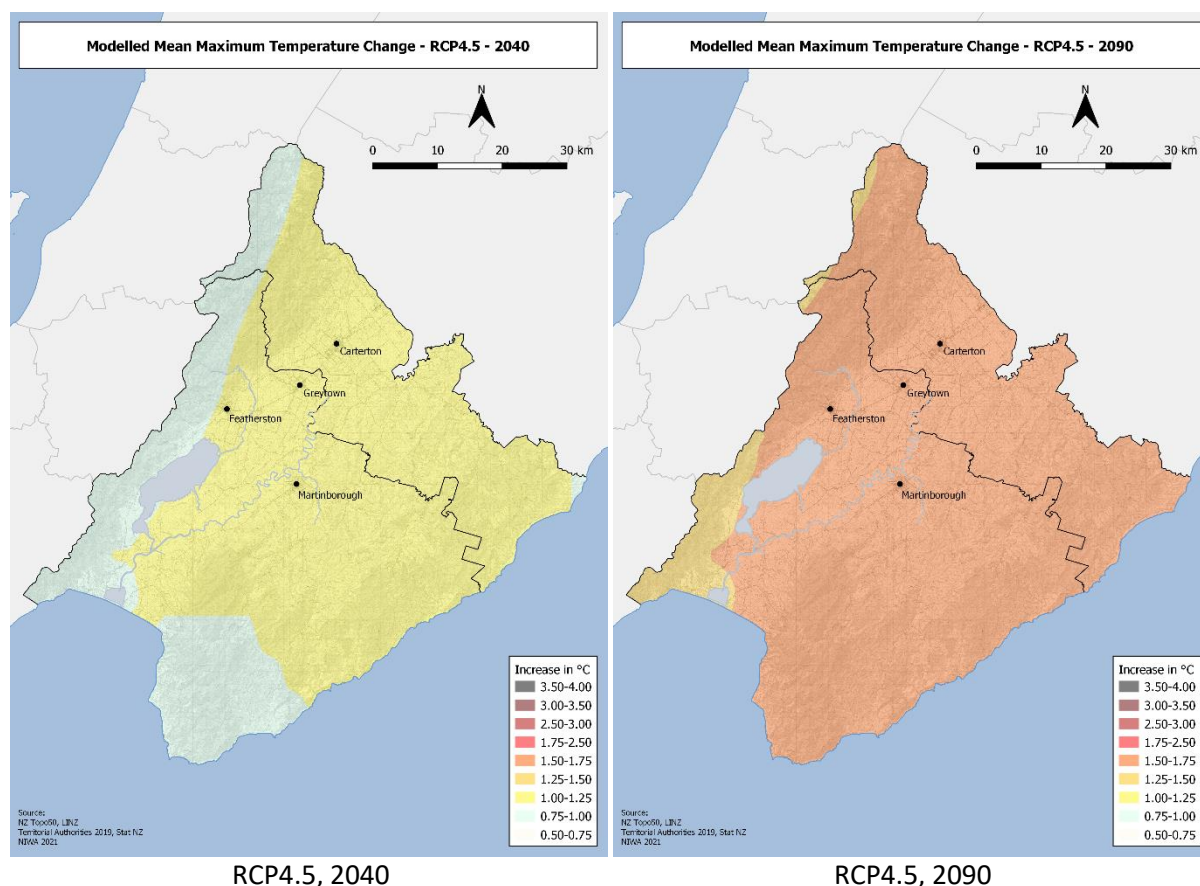 Modelled Mean Maximum Temperature Change - RCP4.5 - 2040
N
0 10 20 30 km
Carterton
Greytown
Featherston
Martinborough
Increase in °C
3.50-4.00
3.00-3.50
2.50-3.00
1.75-2.50
1.50-1.75
1.25-1.50
1.00-1.25
0.75-1.00
0.50-0.75
Source:
NZ Topo50, LINZ
Territorial Authorities 2019, Stat NZ
NIWA 2021
RCP4.5, 2040
Modelled Mean Maximum Temperature Change - RCP4.5 - 2090
N
0 10 20 30 km
Carterton
Greytown
Featherston
Martinborough
Increase in °C
3.50-4.00
3.00-3.50
2.50-3.00
1.75-2.50
1.50-1.75
1.25-1.50
1.00-1.25
0.75-1.00
0.50-0.75
Source:
NZ Topo50, LINZ
Territorial Authorities 2019, Stat NZ
NIWA 2021
RCP4.5, 2090